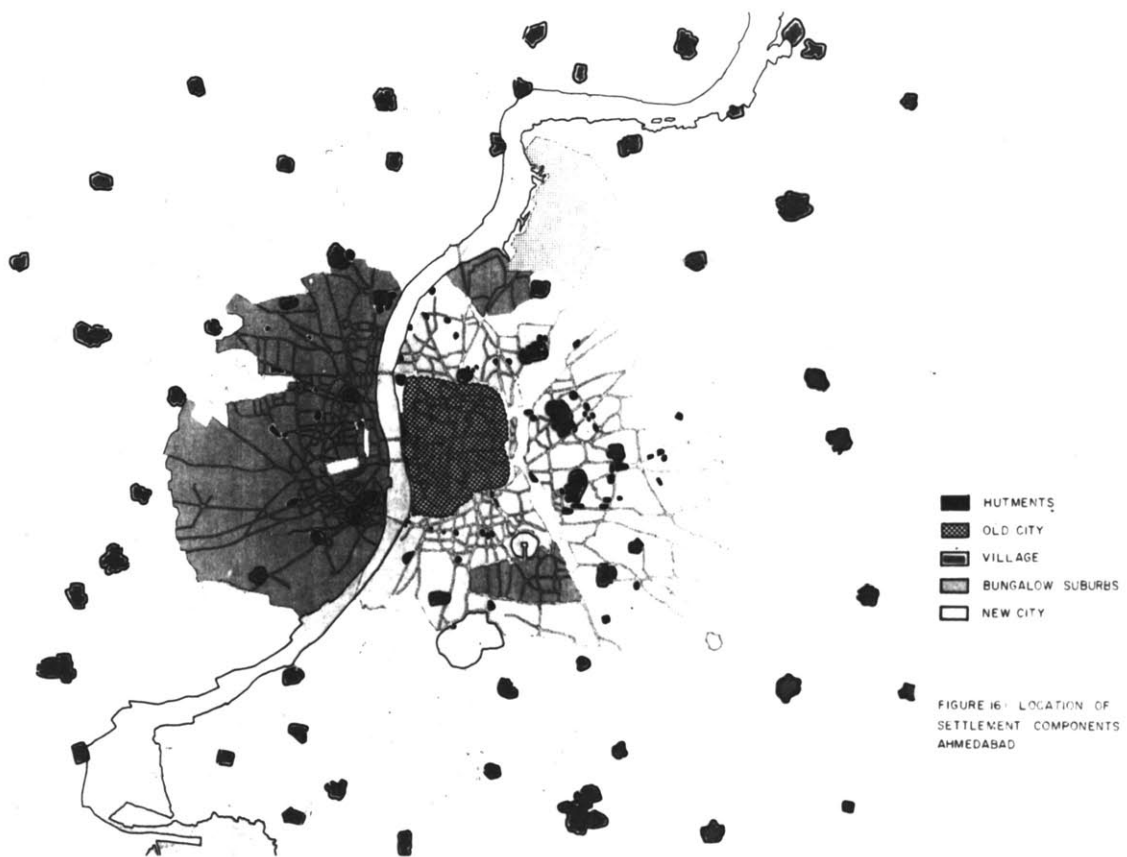 HUTMENTS
OLD CITY
VILLAGE
BUNGALOW SUBURBS
NEW CITY
FIGURE 16: LOCATION OF
SETTLEMENT COMPONENTS
AHMEDABAD